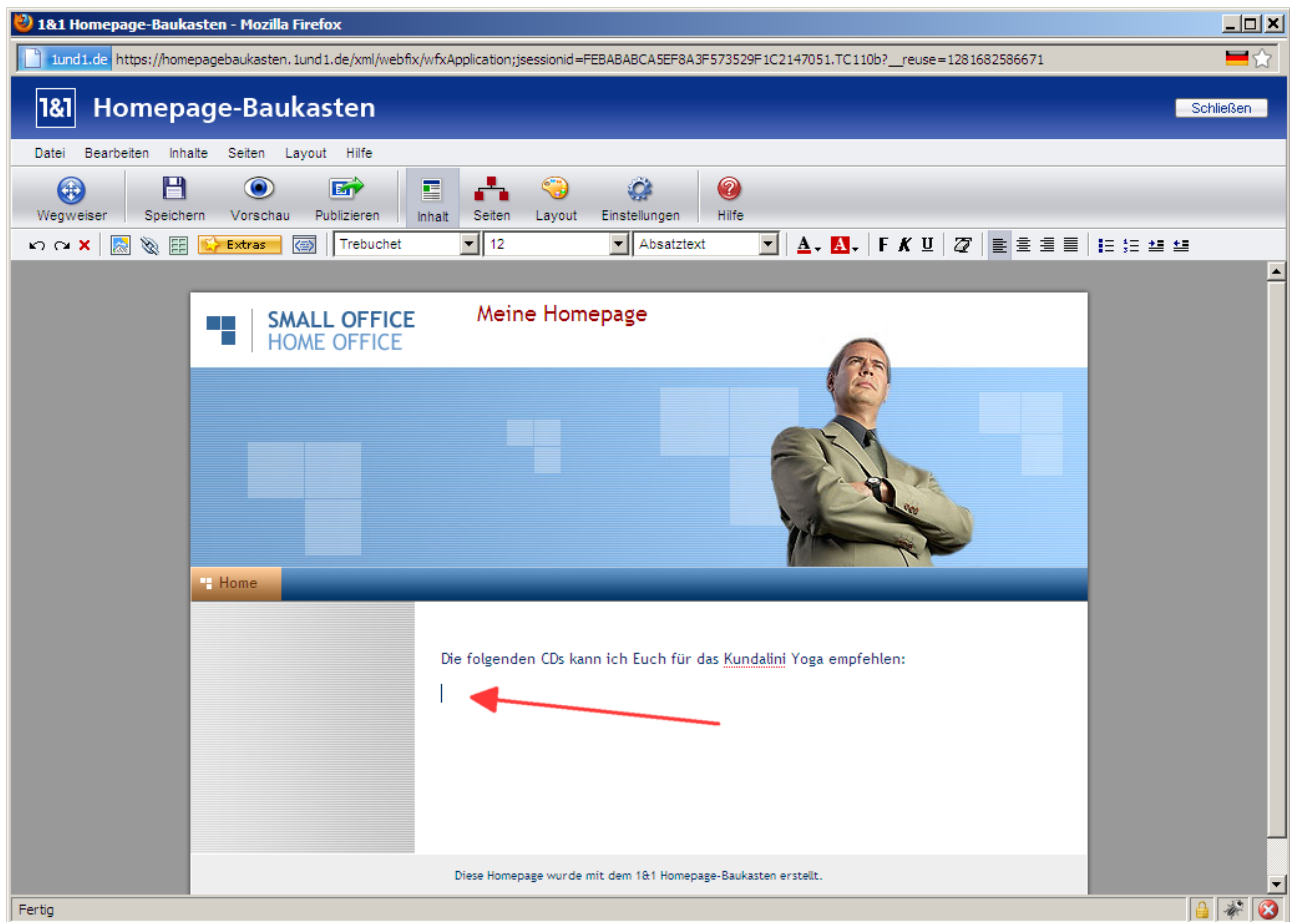 1&1 Homepage-Baukasten - Mozilla Firefox
1und1.de https://homepagebaukasten.1und1.de/xml/webfix/wfxApplication;jsessionid=FEBABABCA5EF8A3F573529F1C2147051.TC110b?__reuse=1281682586671
1&1 Homepage-Baukasten
Schließen
Datei Bearbeiten Inhalte Seiten Layout Hilfe
Wegweiser Speichern Vorschau Publizieren Inhalt Seiten Layout Einstellungen Hilfe
Extras Trebuchet 12 Absatztext A A F K U
SMALL OFFICE
HOME OFFICE
Meine Homepage
Home
Die folgenden CDs kann ich Euch für das Kundalini Yoga empfehlen:
Diese Homepage wurde mit dem 1&1 Homepage-Baukasten erstellt.
Fertig